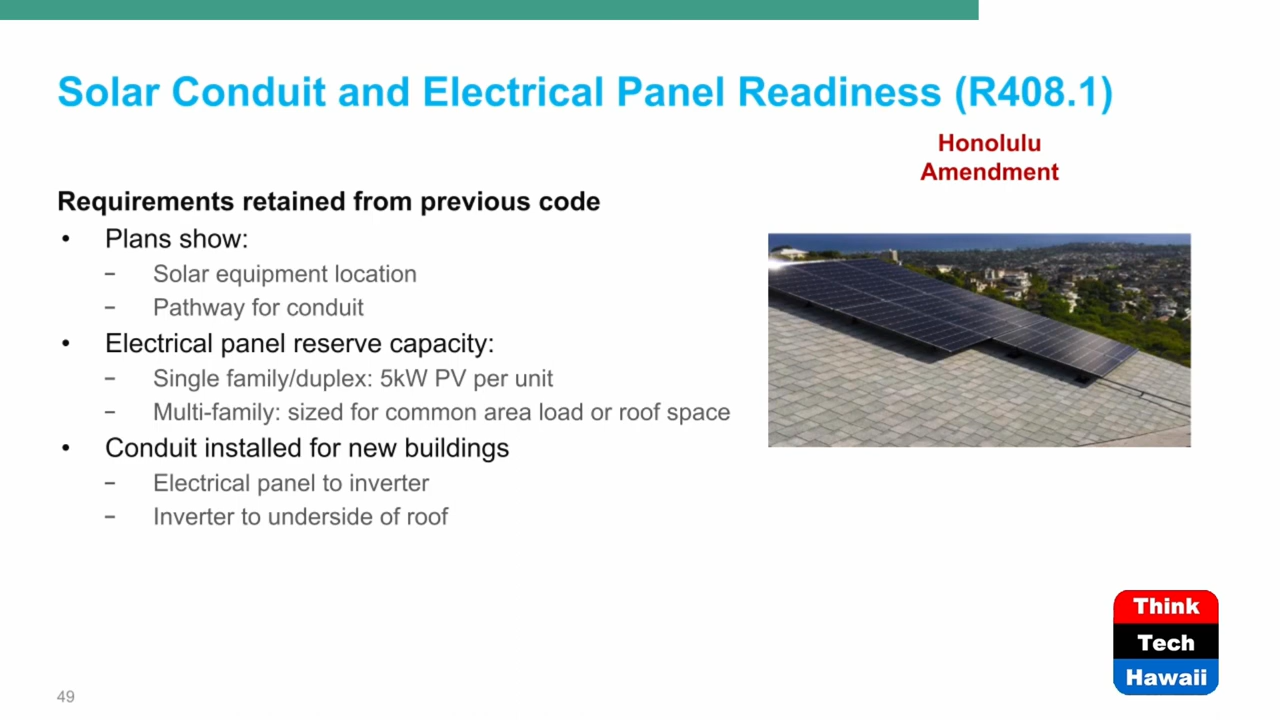 Solar Conduit and Electrical Panel Readiness (R408.1)
Honolulu
Amendment
Requirements retained from previous code
• Plans show:
− Solar equipment location
− Pathway for conduit
• Electrical panel reserve capacity:
− Single family/duplex: 5kW PV per unit
− Multi-family: sized for common area load or roof space
• Conduit installed for new buildings
− Electrical panel to inverter
− Inverter to underside of roof
Think
Tech
Hawaii
49